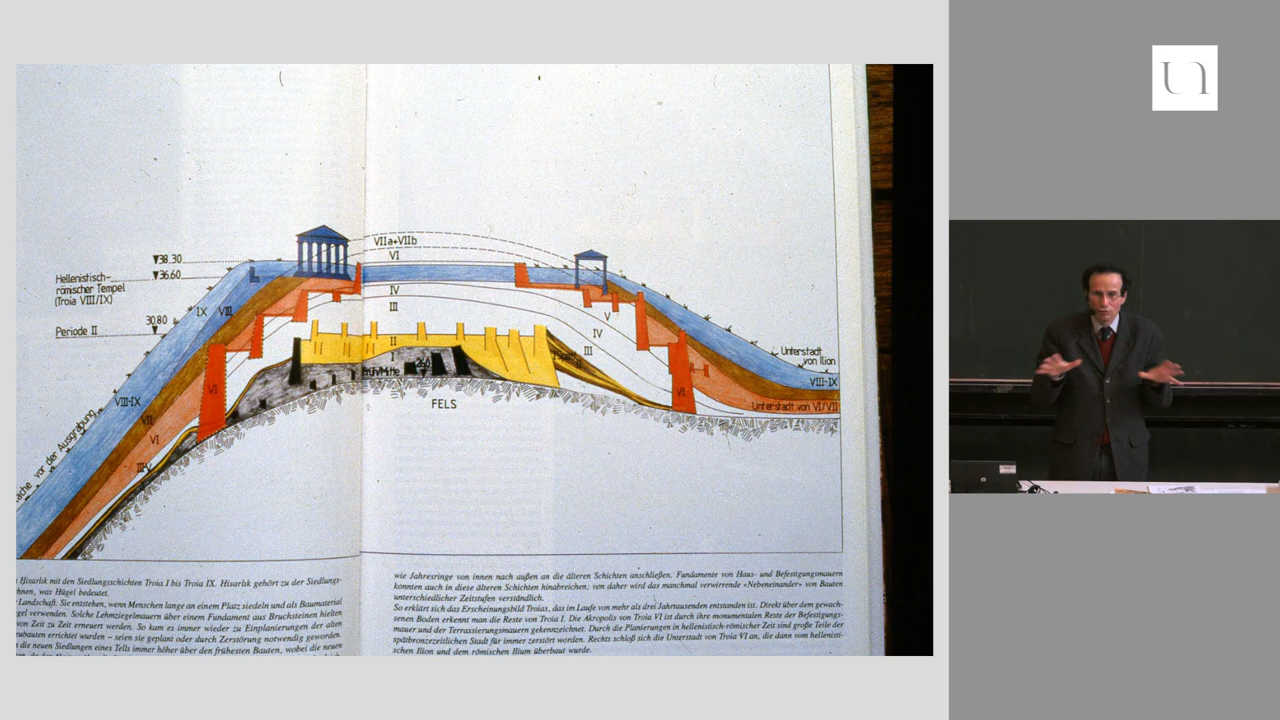 VIIa+VIIb
VI
38.30
36.60
Hellenistisch-
römischer Tempel
(Troia VIII/IX)
30.80
Periode II
IX
VIII
IV
III
II
I
V
IV
III
VI
VI
FELS
Unterstadt
von Ilion
VIII-IX
Unterstadt von VI/VII
VIII-IX
VII
VI
III-V
vor der Ausgrabung
Hisarlık mit den Siedlungsschichten Troia I bis Troia IX. Hisarlık gehört zu der Siedlungs-
was Hügel bedeutet.
Landschaft. Sie entstehen, wenn Menschen lange an einem Platz siedeln und als Baumaterial
verwenden. Solche Lehmziegelmauern über einem Fundament aus Bruchsteinen hielten
von Zeit zu Zeit erneuert werden. So kam es immer wieder zu Einplanierungen der alten
errichtet wurden – seien sie geplant oder durch Zerstörung notwendig geworden.
die neuen Siedlungen eines Tells immer höher über den frühesten Bauten, wobei die neuen
wie Jahresringe von innen nach außen an die älteren Schichten anschließen. Fundamente von Haus- und Befestigungsmauern
konnten auch in diese älteren Schichten hinabreichen; von daher wird das manchmal verwirrende «Nebeneinander» von Bauten
unterschiedlicher Zeitstufen verständlich.
So erklärt sich das Erscheinungsbild Troias, das im Laufe von mehr als drei Jahrtausenden entstanden ist. Direkt über dem gewach-
senen Boden erkennt man die Reste von Troia I. Die Akropolis von Troia VI ist durch ihre monumentalen Reste der Befestigungs-
mauer und der Terrassierungsmauern gekennzeichnet. Durch die Planierungen in hellenistisch-römischer Zeit sind große Teile der
spätbronzezeitlichen Stadt für immer zerstört worden. Rechts schloß sich die Unterstadt von Troia VI an, die dann vom hellenisti-
schen Ilion und dem römischen Ilium überbaut wurde.